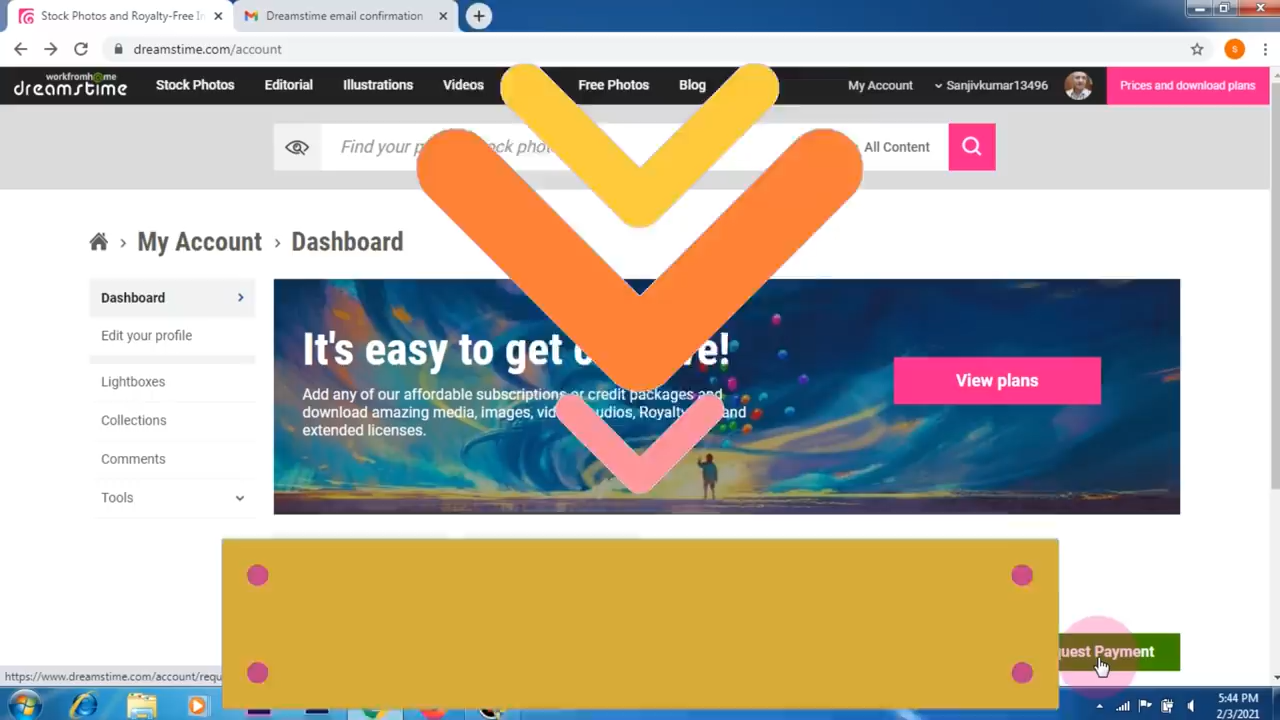 Stock Photos and Royalty-Free In
Dreamstime email confirmation
dreamstime.com/account
workfromhome
dreamstime
Stock Photos
Editorial
Illustrations
Videos
Free Photos
Blog
My Account
Sanjivkumar13496
Prices and download plans
Find your
All Content
My Account › Dashboard
Dashboard
Edit your profile
Lightboxes
Collections
Comments
Tools
It's easy to get
Add any of our affordable subscriptions or credit packages and
download amazing media, images,
and
extended licenses.
View plans
Payment
https://www.dreamstime.com/account/requ
5:44 PM
2/3/2021